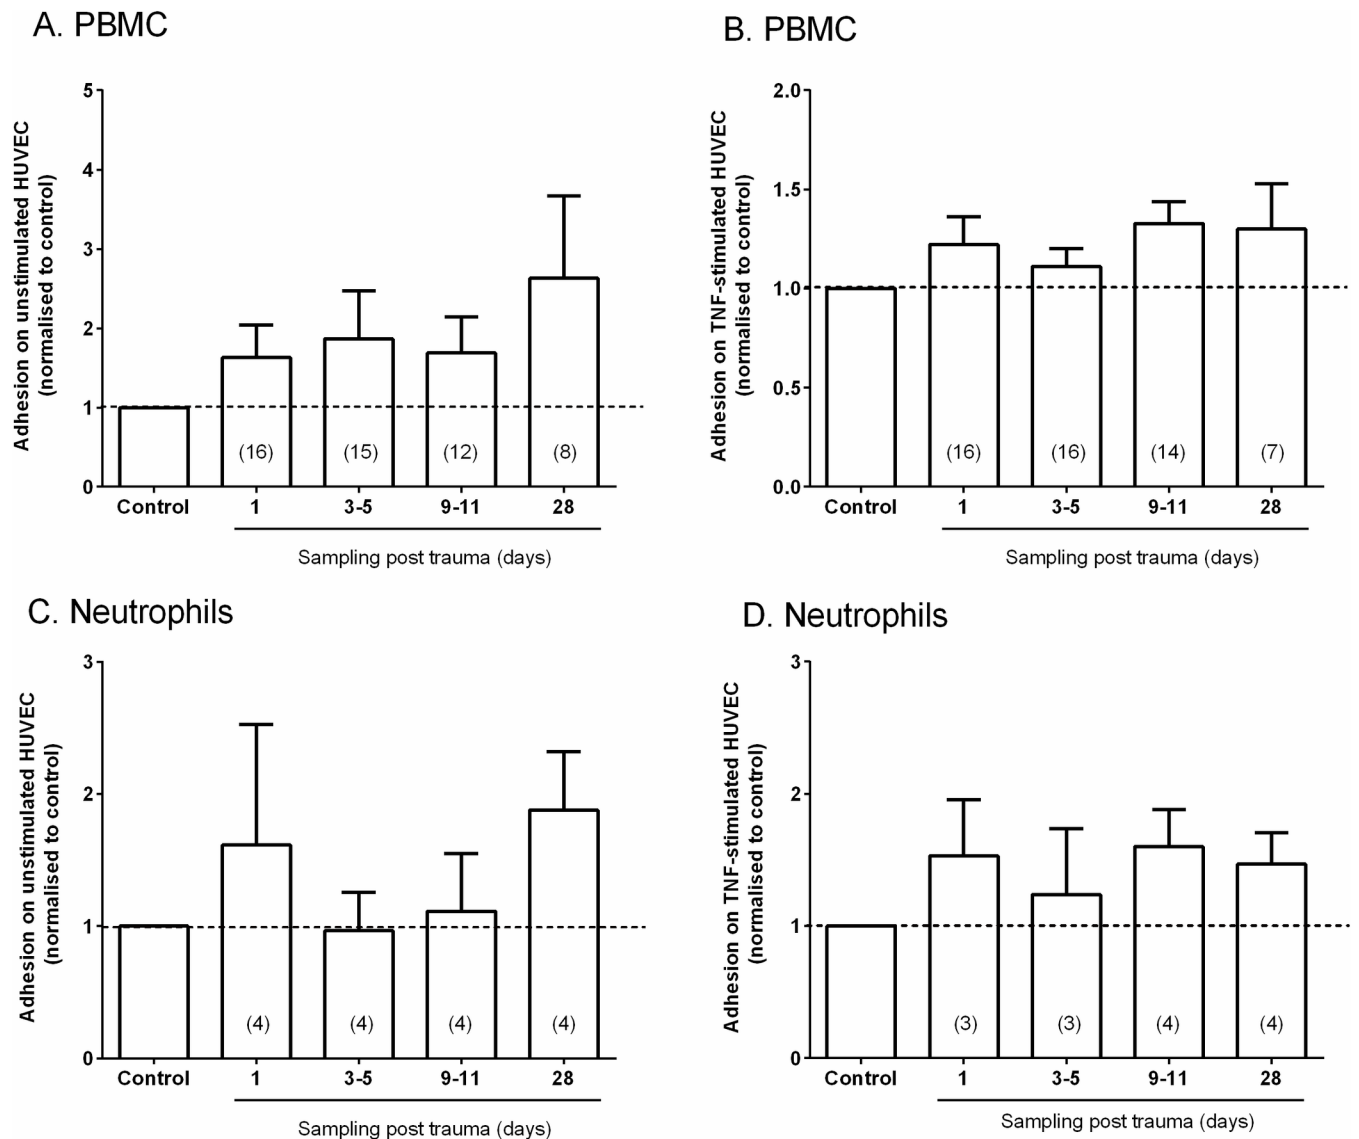 A. PBMC
Adhesion on unstimulated HUVEC
(normalised to control)
5
4
3
2
1
0
(16)
(15)
(12)
(8)
Control
1
3-5
9-11
28
Sampling post trauma (days)
B. PBMC
Adhesion on TNF-stimulated HUVEC
(normalised to control)
2.0
1.5
1.0
0.5
0.0
(16)
(16)
(14)
(7)
Control
1
3-5
9-11
28
Sampling post trauma (days)
C. Neutrophils
Adhesion on unstimulated HUVEC
(normalised to control)
3
2
1
0
(4)
(4)
(4)
(4)
Control
1
3-5
9-11
28
Sampling post trauma (days)
D. Neutrophils
Adhesion on TNF-stimulated HUVEC
(normalised to control)
3
2
1
0
(3)
(3)
(4)
(4)
Control
1
3-5
9-11
28
Sampling post trauma (days)